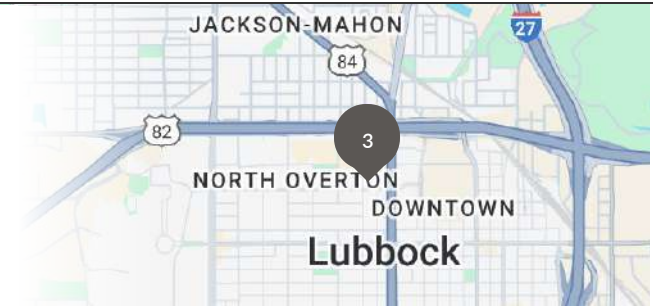 JACKSON-MAHON
27
84
82
3
NORTH OVERTON
DOWNTOWN
Lubbock